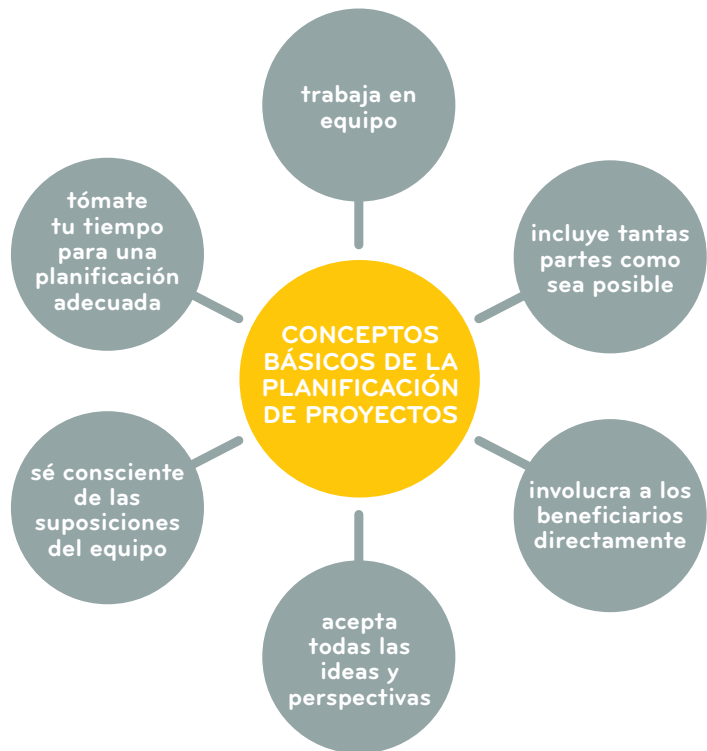 trabaja en
equipo
incluye tantas
partes como
sea posible
involucra a los
beneficiarios
directamente
acepta
todas las
ideas y
perspectivas
sé consciente
de las
suposiciones
del equipo
tómate
tu tiempo
para una
planificación
adecuada
CONCEPTOS
BÁSICOS DE LA
PLANIFICACIÓN
DE PROYECTOS